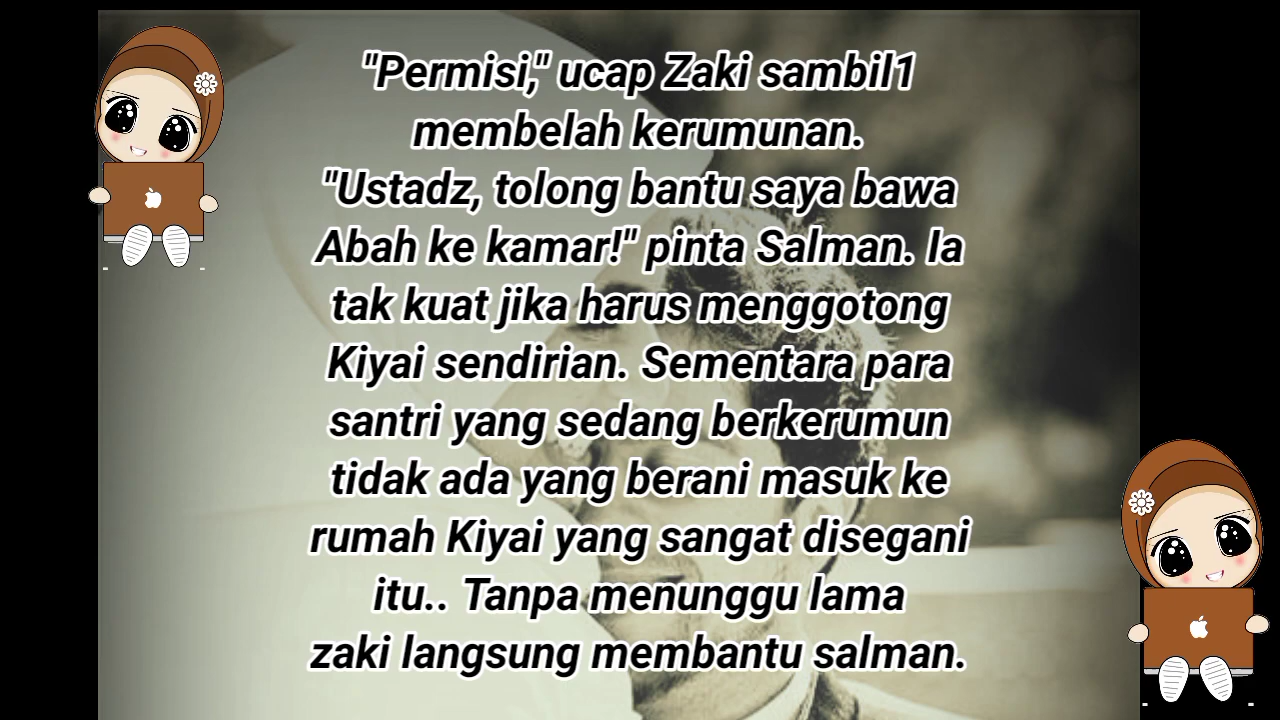 "Permisi," ucap Zaki sambil1
membelah kerumunan.
"Ustadz, tolong bantu saya bawa
Abah ke kamar!" pinta Salman. Ia
tak kuat jika harus menggotong
Kiyai sendirian. Sementara para
santri yang sedang berkerumun
tidak ada yang berani masuk ke
rumah Kiyai yang sangat disegani
itu.. Tanpa menunggu lama
zaki langsung membantu salman.